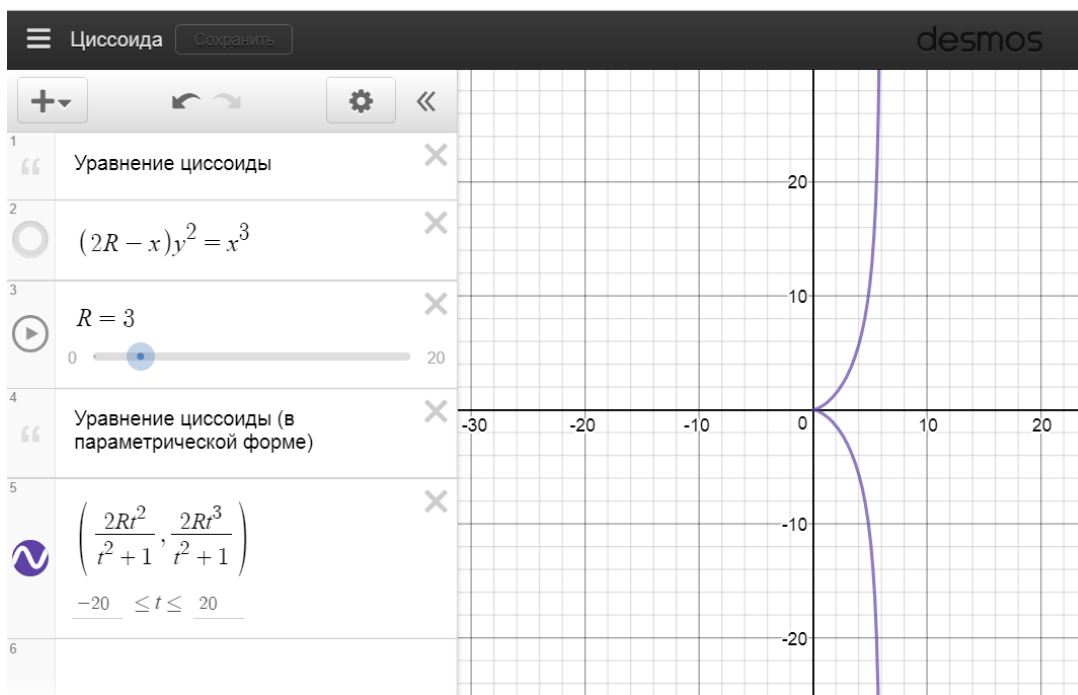 Циссоида Сохранить desmos
1
Уравнение циссоиды
2
(2R − x)y² = x³
3
R = 3
0 20
4
Уравнение циссоиды (в
параметрической форме)
5
(2Rt²/(t² + 1), 2Rt³/(t² + 1))
−20 ≤ t ≤ 20
6
20
10
-30 -20 -10 0 10 20
-10
-20